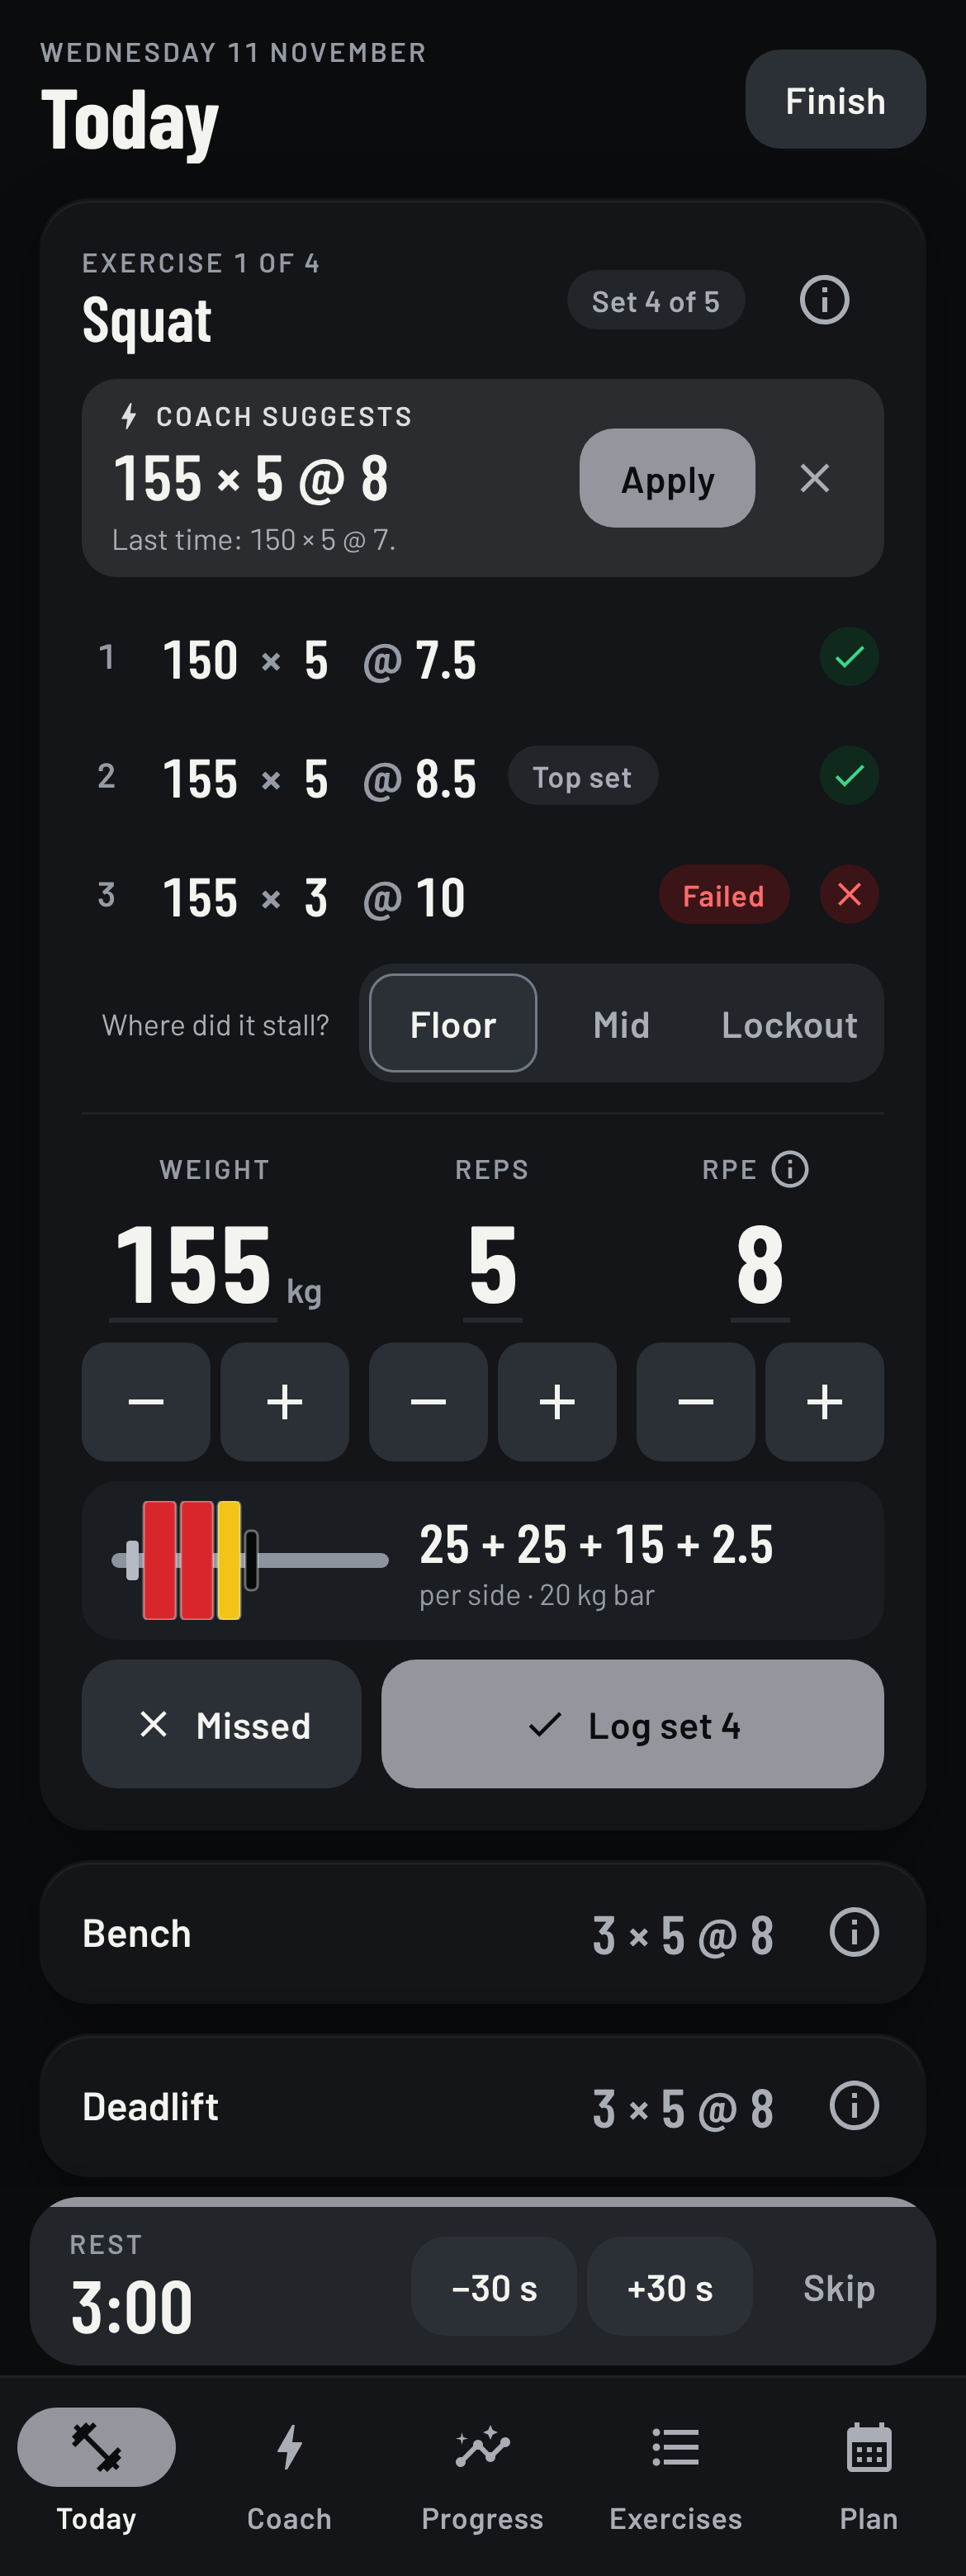 WEDNESDAY 11 NOVEMBER
Today
Finish
EXERCISE 1 OF 4
Squat
Set 4 of 5
COACH SUGGESTS
155 × 5 @ 8
Last time: 150 × 5 @ 7.
Apply
1 150 × 5 @ 7.5
2 155 × 5 @ 8.5 Top set
3 155 × 3 @ 10 Failed
Where did it stall? Floor Mid Lockout
WEIGHT REPS RPE
155 kg 5 8
25 + 25 + 15 + 2.5
per side · 20 kg bar
Missed Log set 4
Bench 3 × 5 @ 8
Deadlift 3 × 5 @ 8
REST
3:00
−30 s +30 s Skip
Today Coach Progress Exercises Plan